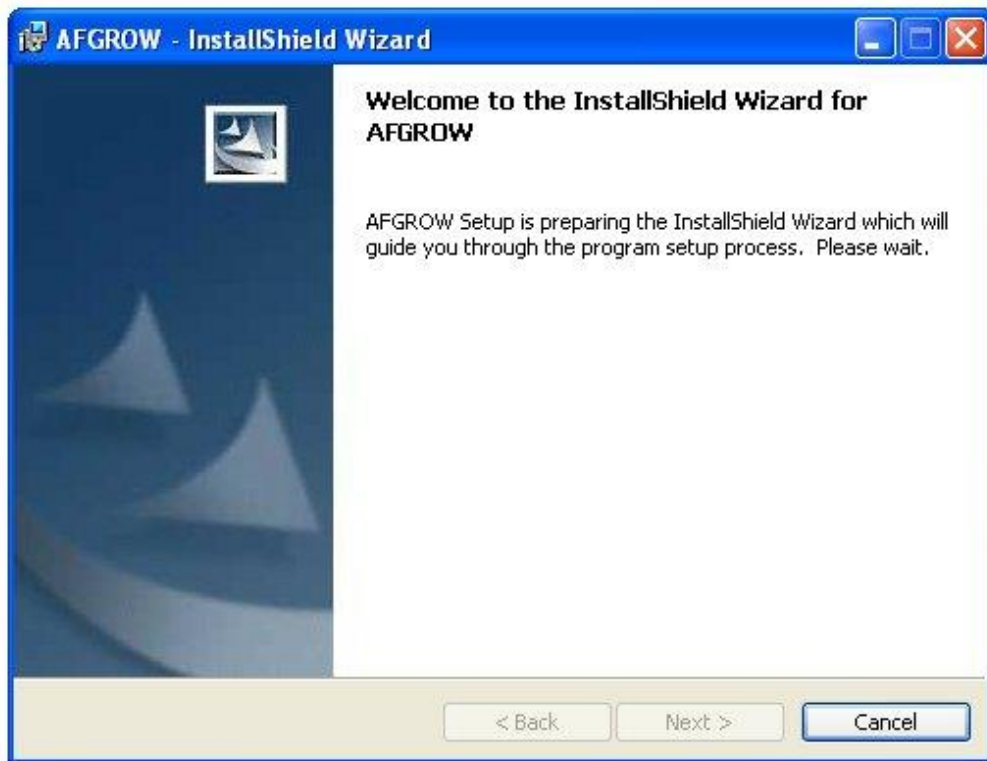 AFGROW - InstallShield Wizard
Welcome to the InstallShield Wizard for
AFGROW
AFGROW Setup is preparing the InstallShield Wizard which will
guide you through the program setup process.  Please wait.
< Back
Next >
Cancel